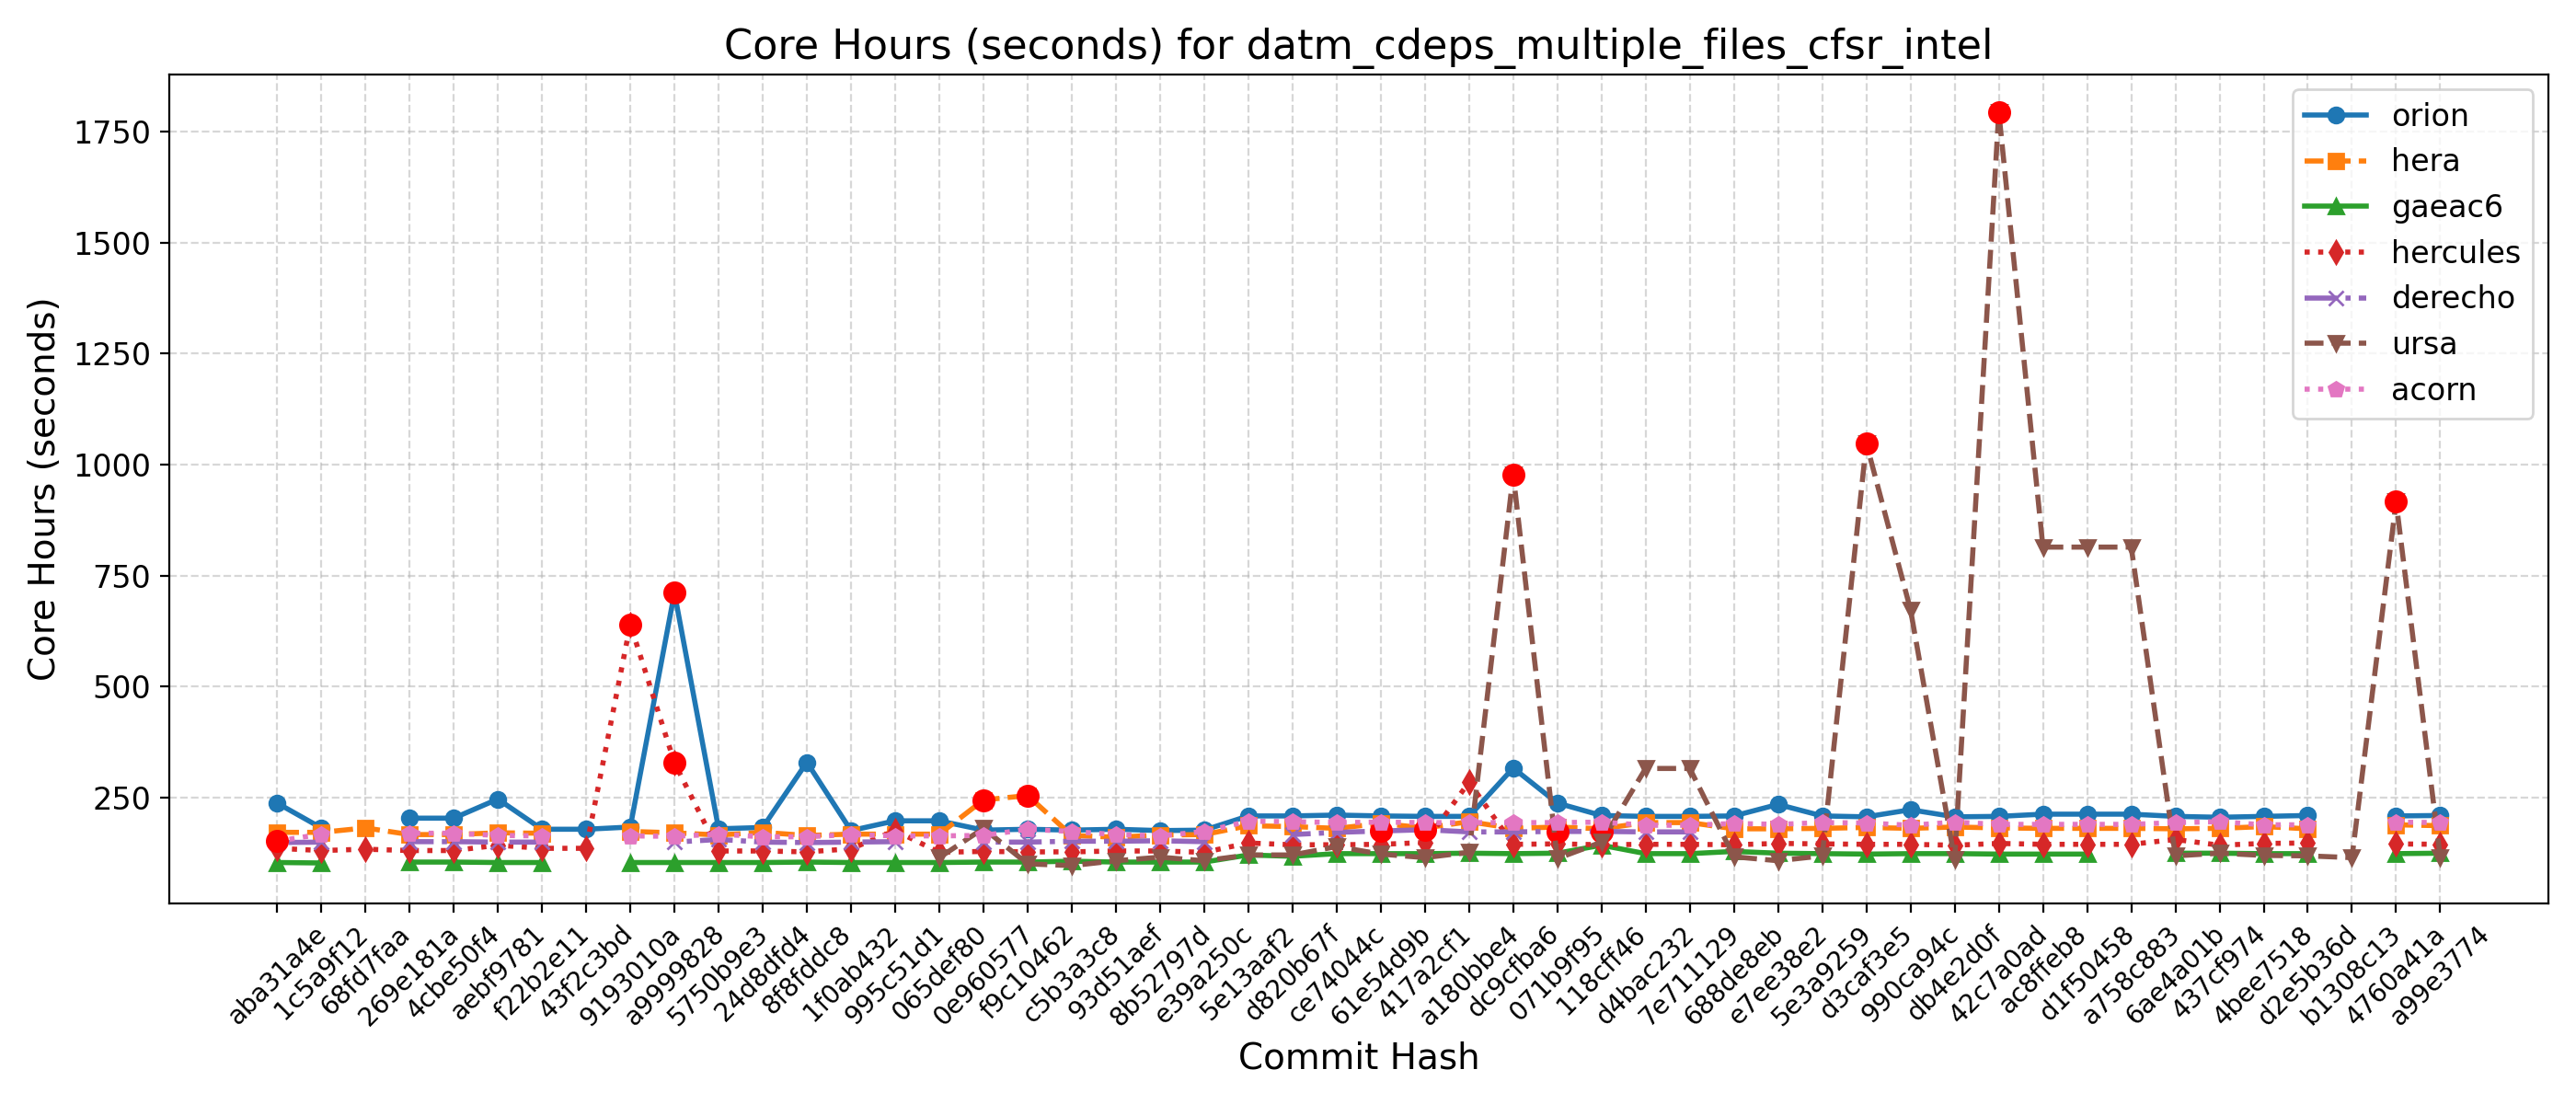 Core Hours (seconds) for datm_cdeps_multiple_files_cfsr_intel
Core Hours (seconds)
1750
1500
1250
1000
750
500
250
orion
hera
gaeac6
hercules
derecho
ursa
acorn
aba31a4e
1c5a9f12
68fd7faa
269e181a
4cbe50f4
aebf9781
f22b2e11
43f2c3bd
9193010a
a9999828
5750b9e3
24d8dfd4
8f8fddc8
1f0ab432
995c51d1
065def80
0e960577
f9c10462
c5b3a3c8
93d51aef
8b52797d
e39a250c
5e13aaf2
d820b67f
ce74044c
61e54d9b
417a2cf1
a180bbe4
dc9cfba6
071b9f95
118cff46
d4bac232
7e711129
688de8eb
e7ee38e2
5e3a9259
d3caf3e5
990ca94c
db4e2d0f
42c7a0ad
ac8ffeb8
d1f50458
a758c883
6ae4a01b
437cf974
4bee7518
d2e5b36d
b1308c13
4760a41a
a99e3774
Commit Hash